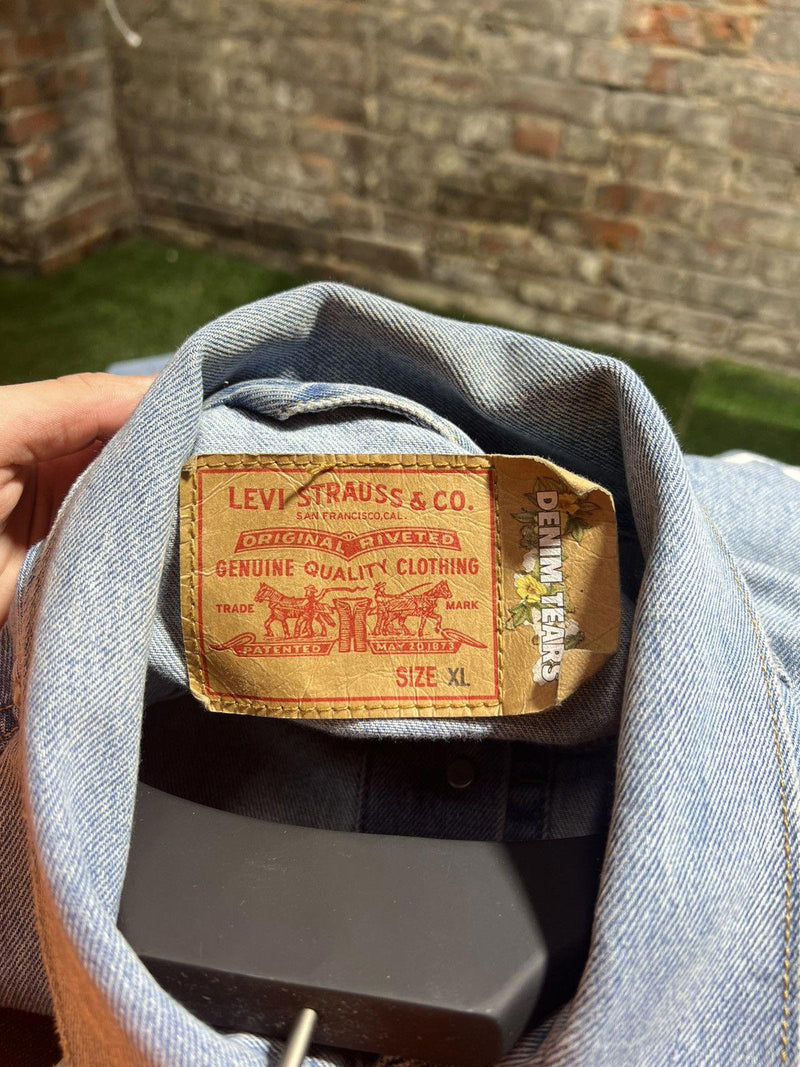 LEVI STRAUSS & CO.
SAN FRANCISCO, CAL.
ORIGINAL RIVETED
GENUINE QUALITY CLOTHING
TRADE MARK
PATENTED MAY 20 1873
SIZE XL
DENIM TEARS